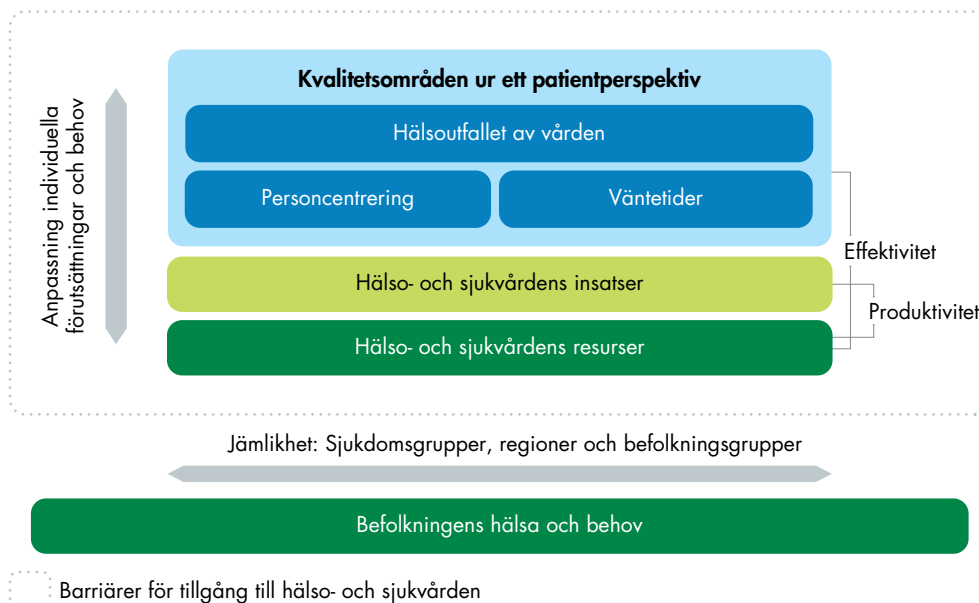 Kvalitetsområden ur ett patientperspektiv
Hälsoutfallet av vården
Personcentrering
Väntetider
Hälso- och sjukvårdens insatser
Hälso- och sjukvårdens resurser
Anpassning individuella
förutsättningar och behov
Effektivitet
Produktivitet
Jämlikhet: Sjukdomsgrupper, regioner och befolkningsgrupper
Befolkningens hälsa och behov
Barriärer för tillgång till hälso- och sjukvården